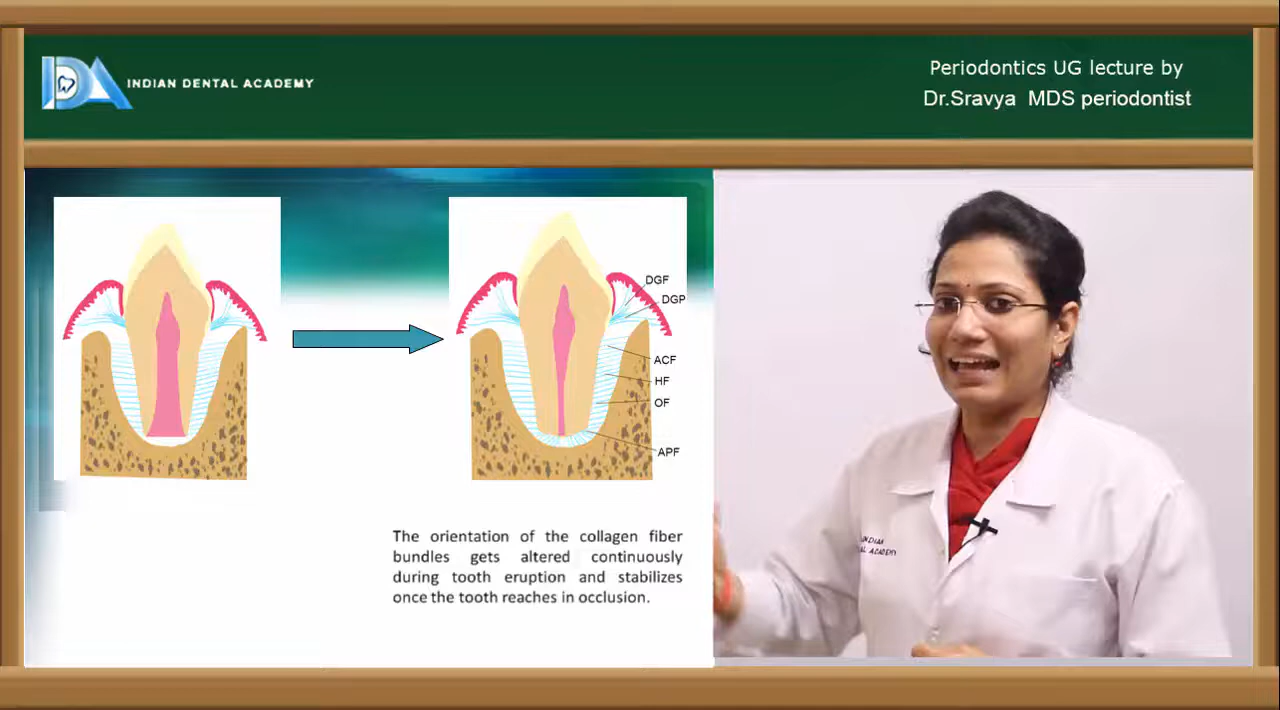 IDA
INDIAN DENTAL ACADEMY
Periodontics UG lecture by
Dr.Sravya MDS periodontist
DGF
DGP
ACF
HF
OF
APF
The orientation of the collagen fiber
bundles gets altered continuously
during tooth eruption and stabilizes
once the tooth reaches in occlusion.